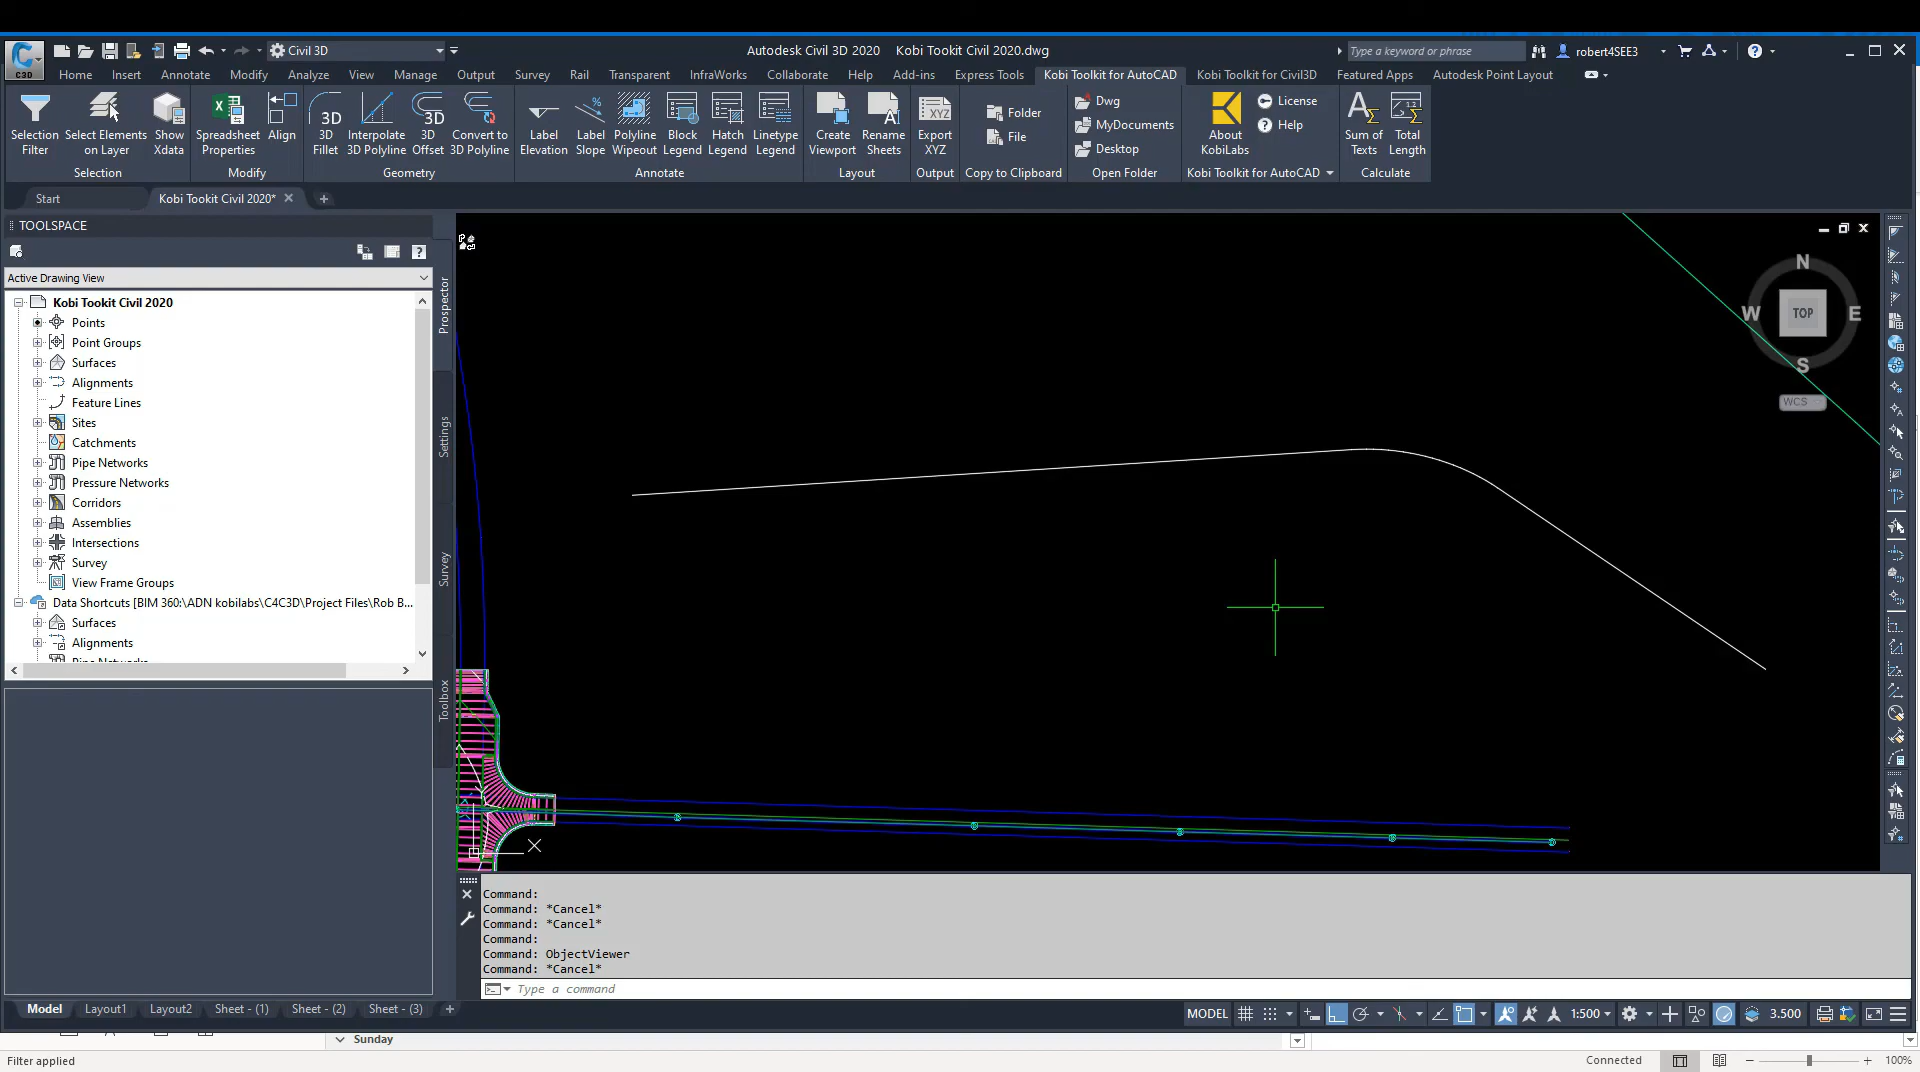 Civil 3D
Autodesk Civil 3D 2020 Kobi Tookit Civil 2020.dwg
Type a keyword or phrase
robert4SEE3
C3D
Home Insert Annotate Modify Analyze View Manage Output Survey Rail Transparent InfraWorks Collaborate Help Add-ins Express Tools Kobi Toolkit for AutoCAD Kobi Toolkit for Civil3D Featured Apps Autodesk Point Layout
Selection Filter
Select Elements on Layer
Show Xdata
Spreadsheet Properties
Align
3D Fillet
Interpolate 3D Polyline
3D Offset
Convert to 3D Polyline
Label Elevation
Label Slope
Polyline Wipeout
Block Legend
Hatch Legend
Linetype Legend
Create Viewport
Rename Sheets
Export XYZ
Folder
File
Dwg
MyDocuments
Desktop
About KobiLabs
License
Help
Sum of Texts
Total Length
Selection Modify Geometry Annotate Layout Output Copy to Clipboard Open Folder Kobi Toolkit for AutoCAD Calculate
Start Kobi Tookit Civil 2020*
TOOLSPACE
Active Drawing View
Kobi Tookit Civil 2020
Points
Point Groups
Surfaces
Alignments
Feature Lines
Sites
Catchments
Pipe Networks
Pressure Networks
Corridors
Assemblies
Intersections
Survey
View Frame Groups
Data Shortcuts [BIM 360:\ADN kobilabs\C4C3D\Project Files\Rob B...
Surfaces
Alignments
Prospector
Settings
Survey
Toolbox
N
W TOP E
S
WCS
X
Command:
Command: *Cancel*
Command: *Cancel*
Command:
Command: ObjectViewer
Command: *Cancel*
Type a command
Model Layout1 Layout2 Sheet - (1) Sheet - (2) Sheet - (3)
MODEL 1:500 3.500
Sunday
Filter applied
Connected 100%